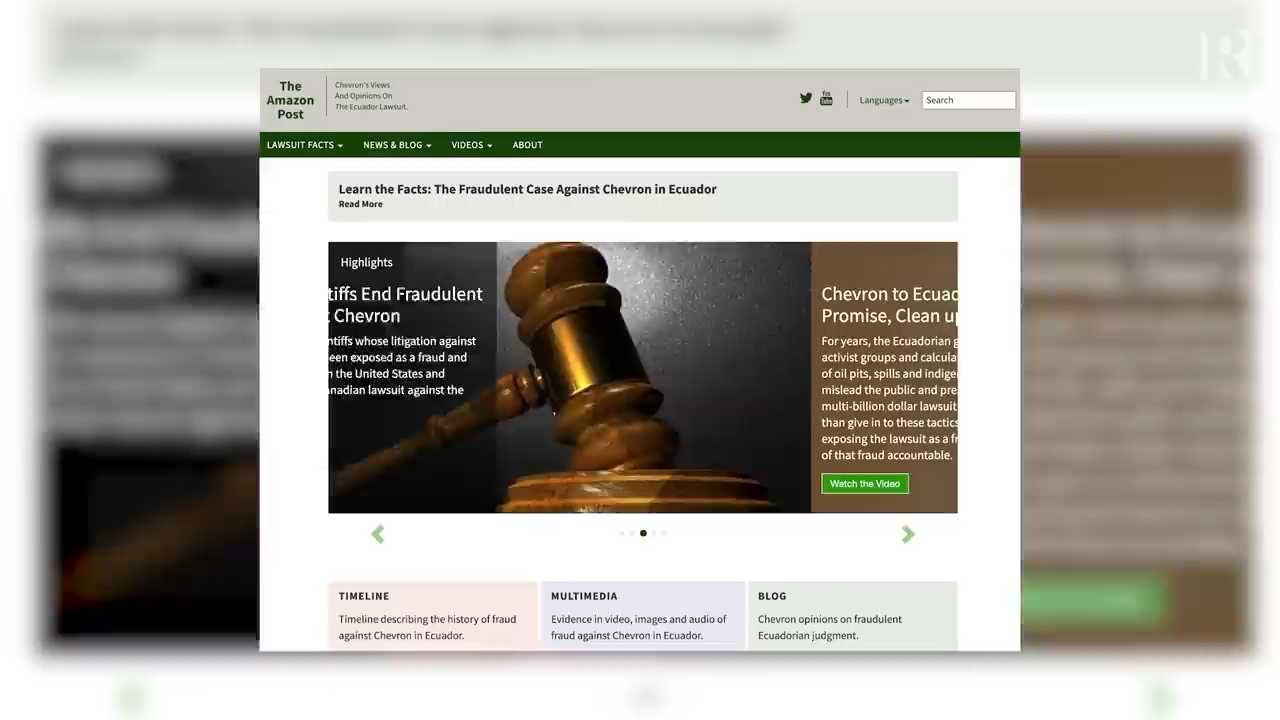 The
Amazon
Post
Chevron's Views
And Opinions On
The Ecuador Lawsuit.
You
Tube
Languages
Search
R
LAWSUIT FACTS
NEWS & BLOG
VIDEOS
ABOUT
Learn the Facts: The Fraudulent Case Against Chevron in Ecuador
Read More
Highlights
tiffs End Fraudulent
t Chevron
ntiffs whose litigation against
een exposed as a fraud and
n the United States and
nadian lawsuit against the
Chevron to Ecuad
Promise, Clean up
For years, the Ecuadorian g
activist groups and calcula
of oil pits, spills and indige
mislead the public and pre
multi-billion dollar lawsuit
than give in to these tactics
exposing the lawsuit as a fr
of that fraud accountable.
Watch the Video
TIMELINE
Timeline describing the history of fraud
against Chevron in Ecuador.
MULTIMEDIA
Evidence in video, images and audio of
fraud against Chevron in Ecuador.
BLOG
Chevron opinions on fraudulent
Ecuadorian judgment.